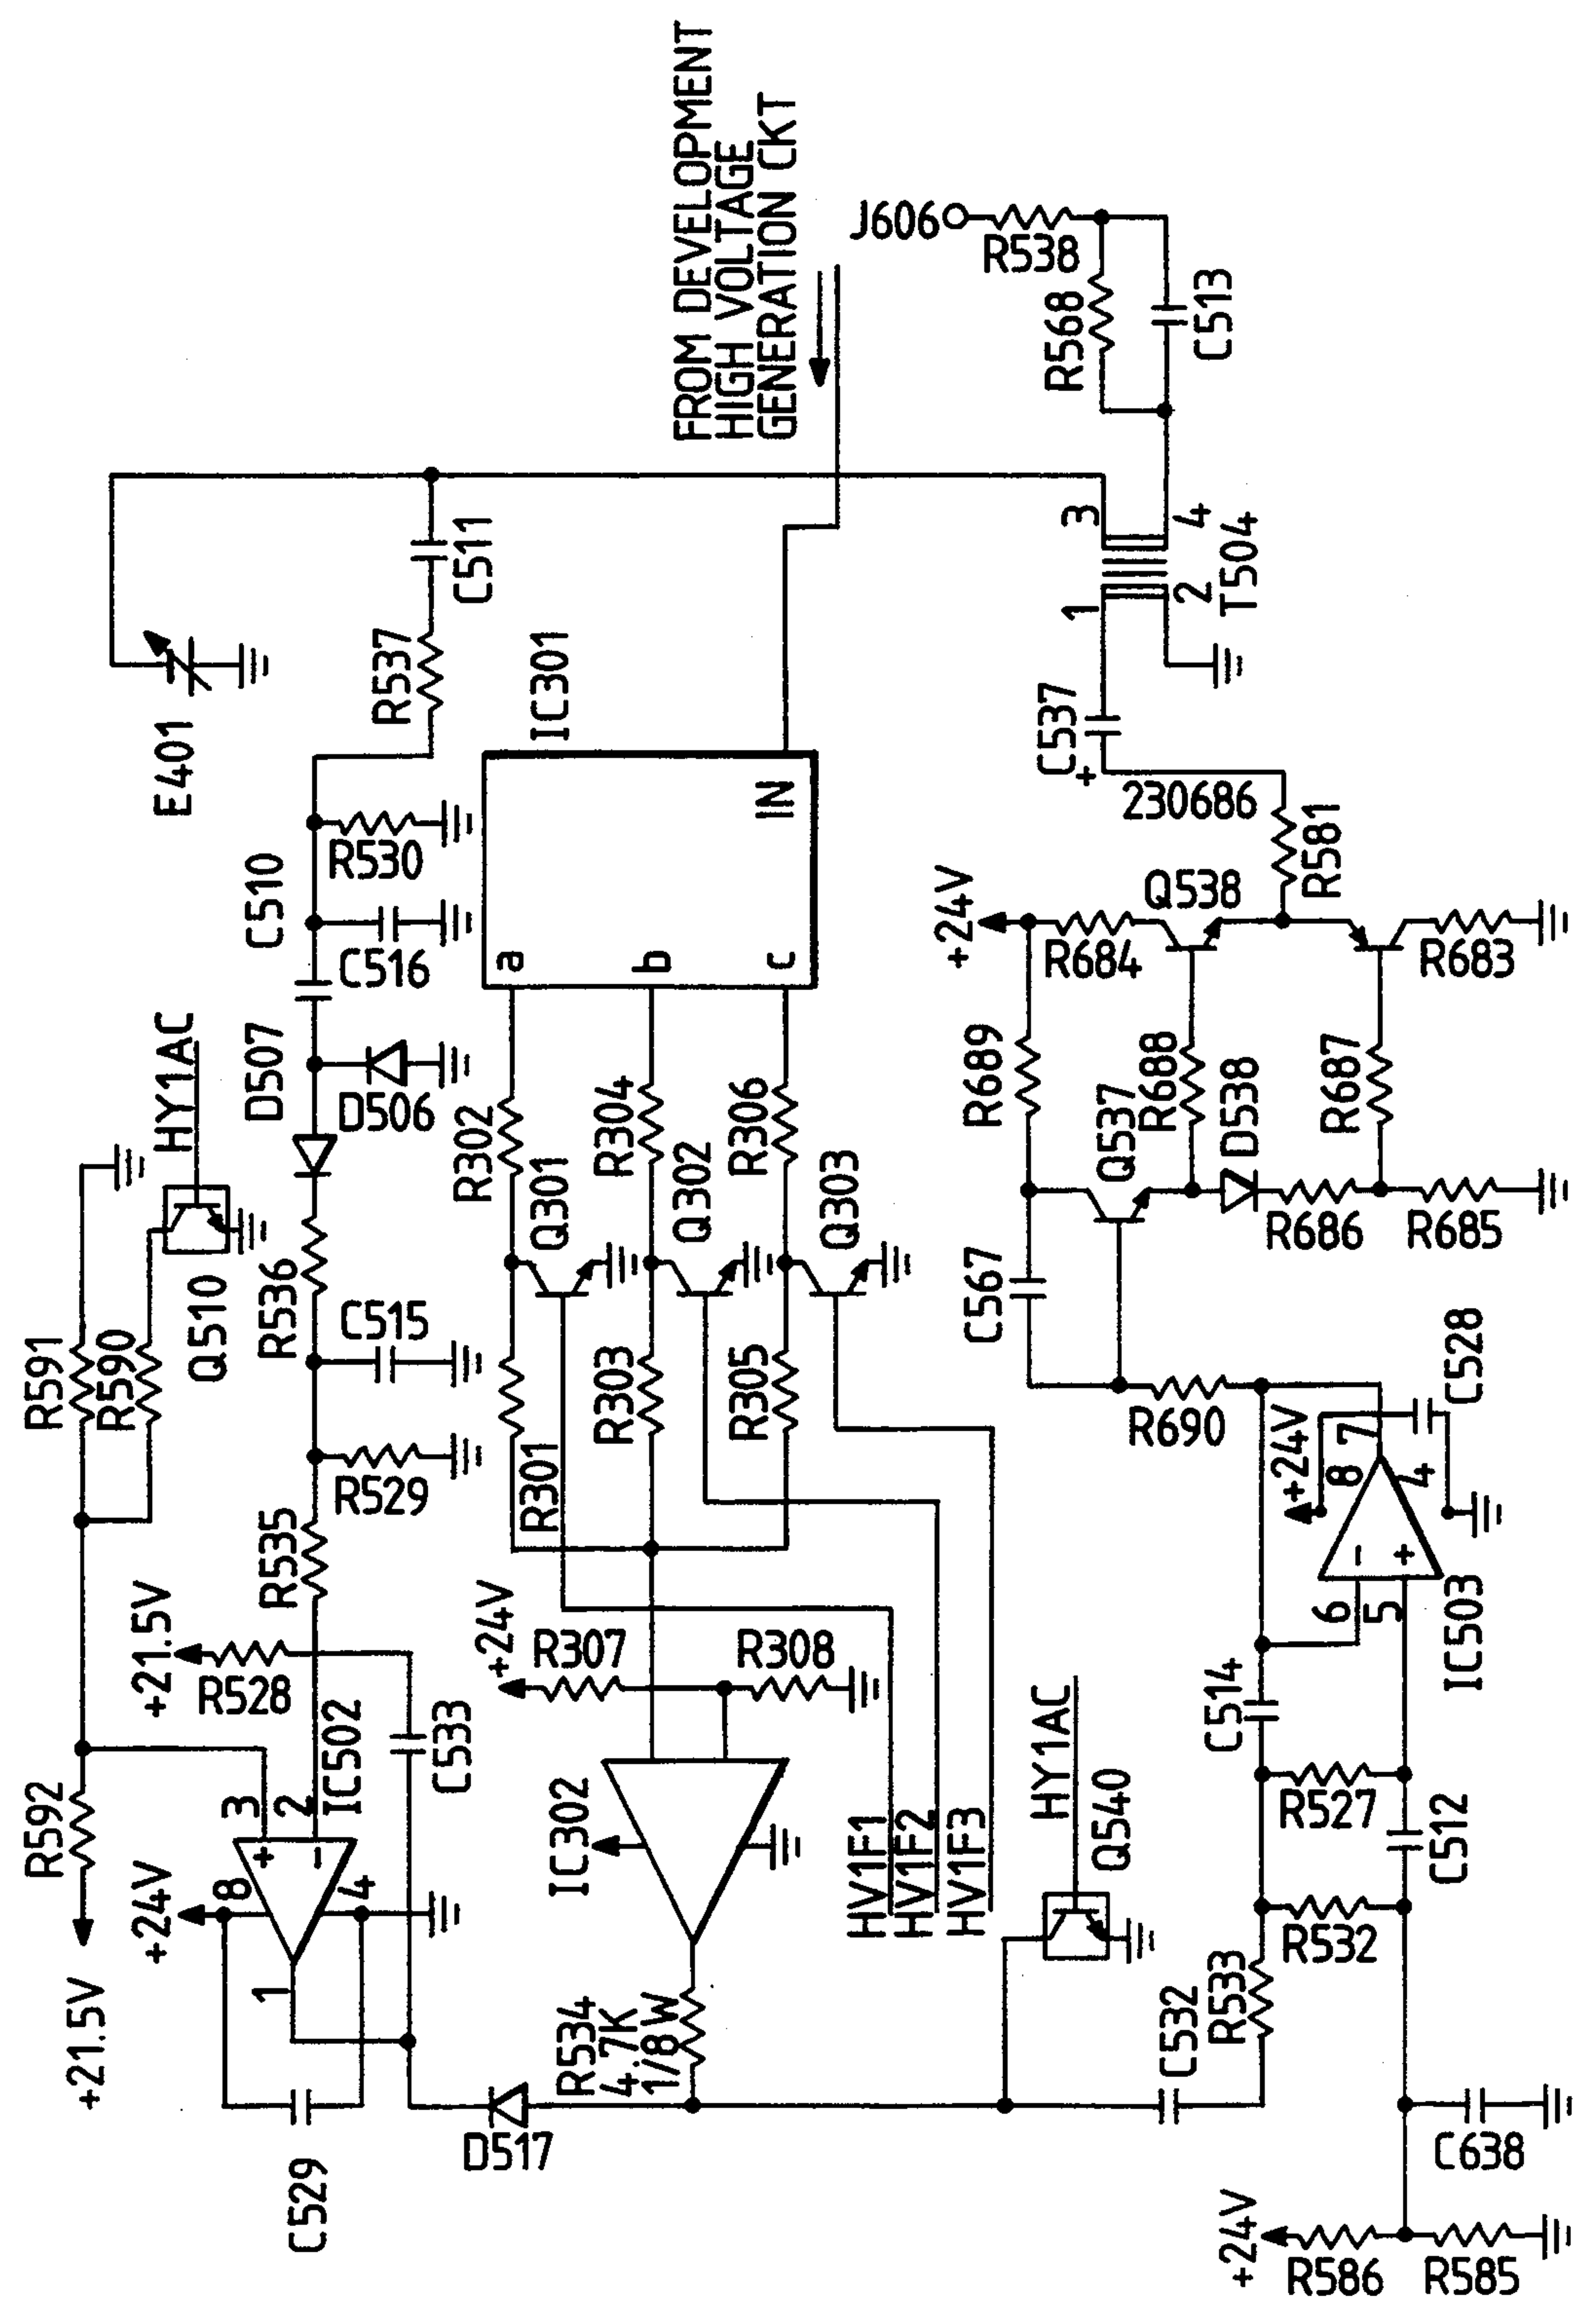 FROM DEVELOPMENT
HIGH VOLTAGE
GENERATION CKT
J606
R538
R568
C513
3
4
1
2
T504
C511
R537
E401
IC301
IN
a
b
c
R530
C510
C516
D507
D506
HY1AC
Q510
R536
C515
R529
R535
R591
R590
R592
+21.5V
+21.5V
R528
IC502
C533
3
2
+
-
8
4
1
+24V
C529
D517
R302
Q301
R304
Q302
R306
Q303
R301
R303
R305
+24V
R307
R308
IC302
HV1F1
HV1F2
HV1F3
R534
4.7K
1/8W
HY1AC
Q540
C537
+
230686
R581
+24V
R684
Q538
R683
R689
Q537
R688
D538
R687
R686
R685
C567
R690
C528
+24V
8
7
4
-
+
6
5
IC503
C514
R527
C512
R532
R533
C532
C638
+24V
R586
R585